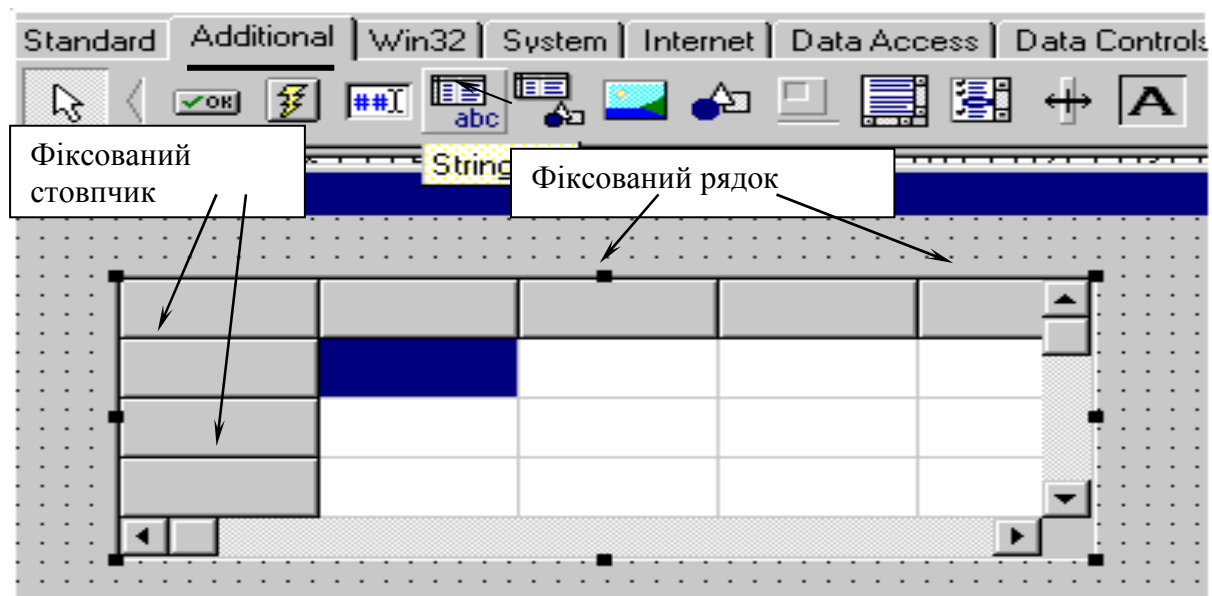 Standard Additional Win32 System Internet Data Access Data Controls
OK ## abc A
Фіксований
стовпчик
String
Фіксований рядок